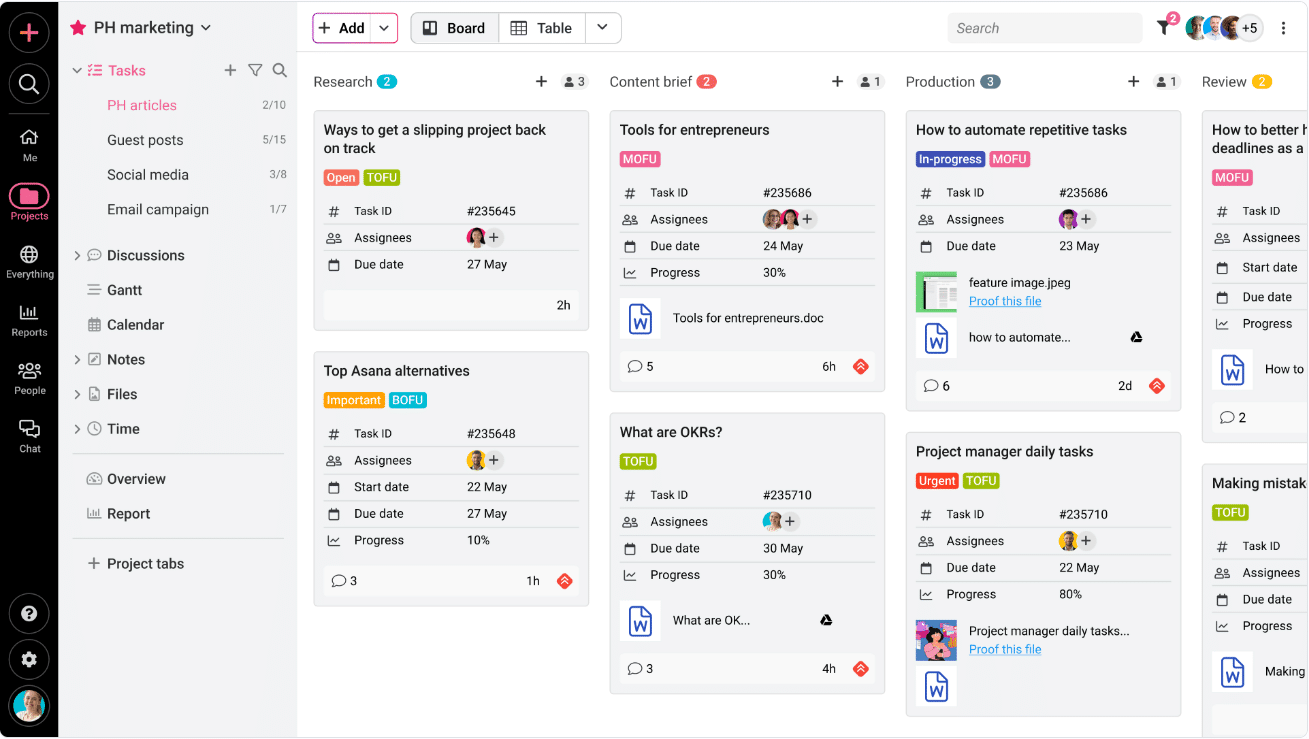 Me
Projects
Everything
Reports
People
Chat
PH marketing
Tasks
PH articles 2/10
Guest posts 5/15
Social media 3/8
Email campaign 1/7
Discussions
Gantt
Calendar
Notes
Files
Time
Overview
Report
+ Project tabs
+ Add
Board
Table
Search
2
+5
Research 2 + 3
Ways to get a slipping project back
on track
Open TOFU
# Task ID #235645
Assignees +
Due date 27 May
2h
Top Asana alternatives
Important BOFU
# Task ID #235648
Assignees +
Start date 22 May
Due date 27 May
Progress 10%
3 1h
Content brief 2 + 1
Tools for entrepreneurs
MOFU
# Task ID #235686
Assignees +
Due date 24 May
Progress 30%
W Tools for entrepreneurs.doc
5 6h
What are OKRs?
TOFU
# Task ID #235710
Assignees +
Due date 30 May
Progress 30%
W What are OK...
3 4h
Production 3 + 1
How to automate repetitive tasks
In-progress MOFU
# Task ID #235686
Assignees +
Due date 23 May
feature image.jpeg
Proof this file
W how to automate...
6 2d
Project manager daily tasks
Urgent TOFU
# Task ID #235710
Assignees +
Due date 22 May
Progress 80%
Project manager daily tasks...
Proof this file
W
Review 2
How to better h
deadlines as a
MOFU
# Task ID
Assignees
Start date
Due date
Progress
W How to
2
Making mistak
TOFU
# Task ID
Assignees
Due date
Progress
W Making